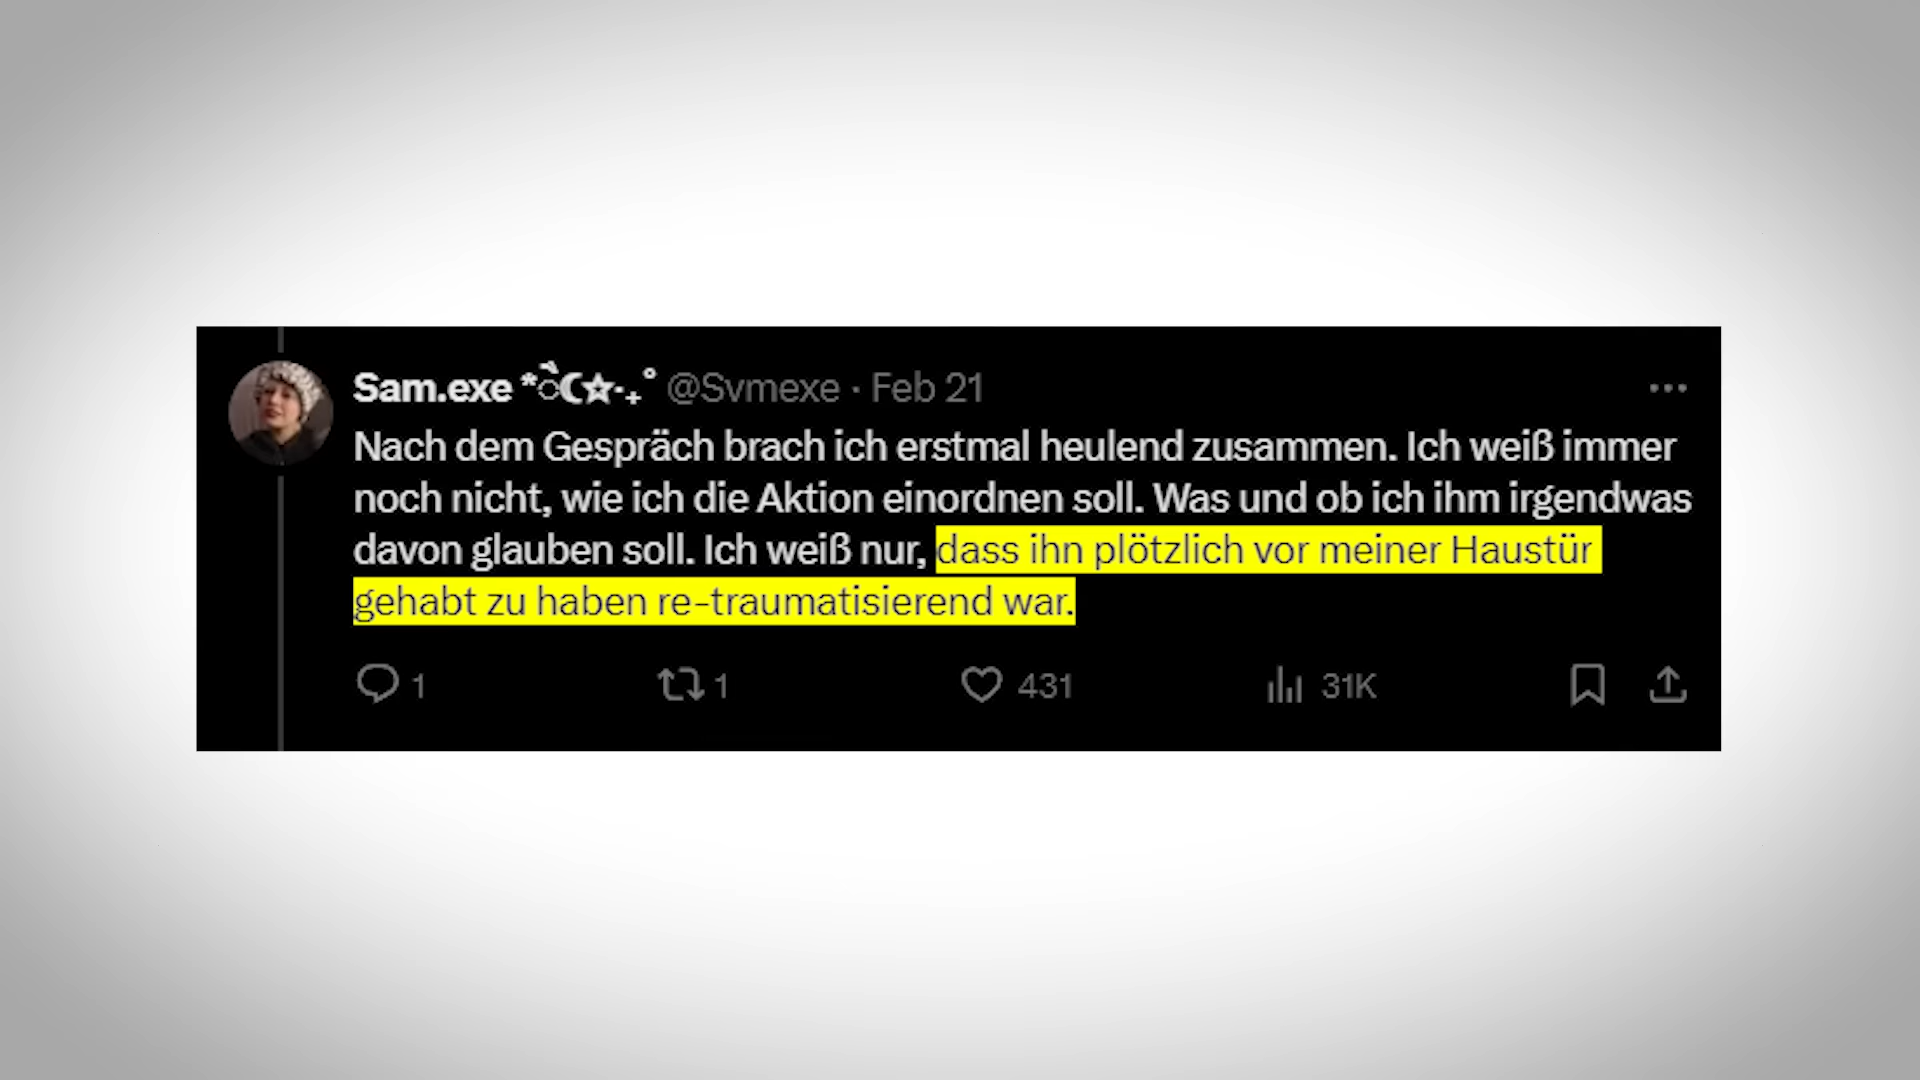 Sam.exe *ੈ☾☆·₊˚ @Svmexe · Feb 21
Nach dem Gespräch brach ich erstmal heulend zusammen. Ich weiß immer
noch nicht, wie ich die Aktion einordnen soll. Was und ob ich ihm irgendwas
davon glauben soll. Ich weiß nur, dass ihn plötzlich vor meiner Haustür
gehabt zu haben re-traumatisierend war.
1 1 431 31K